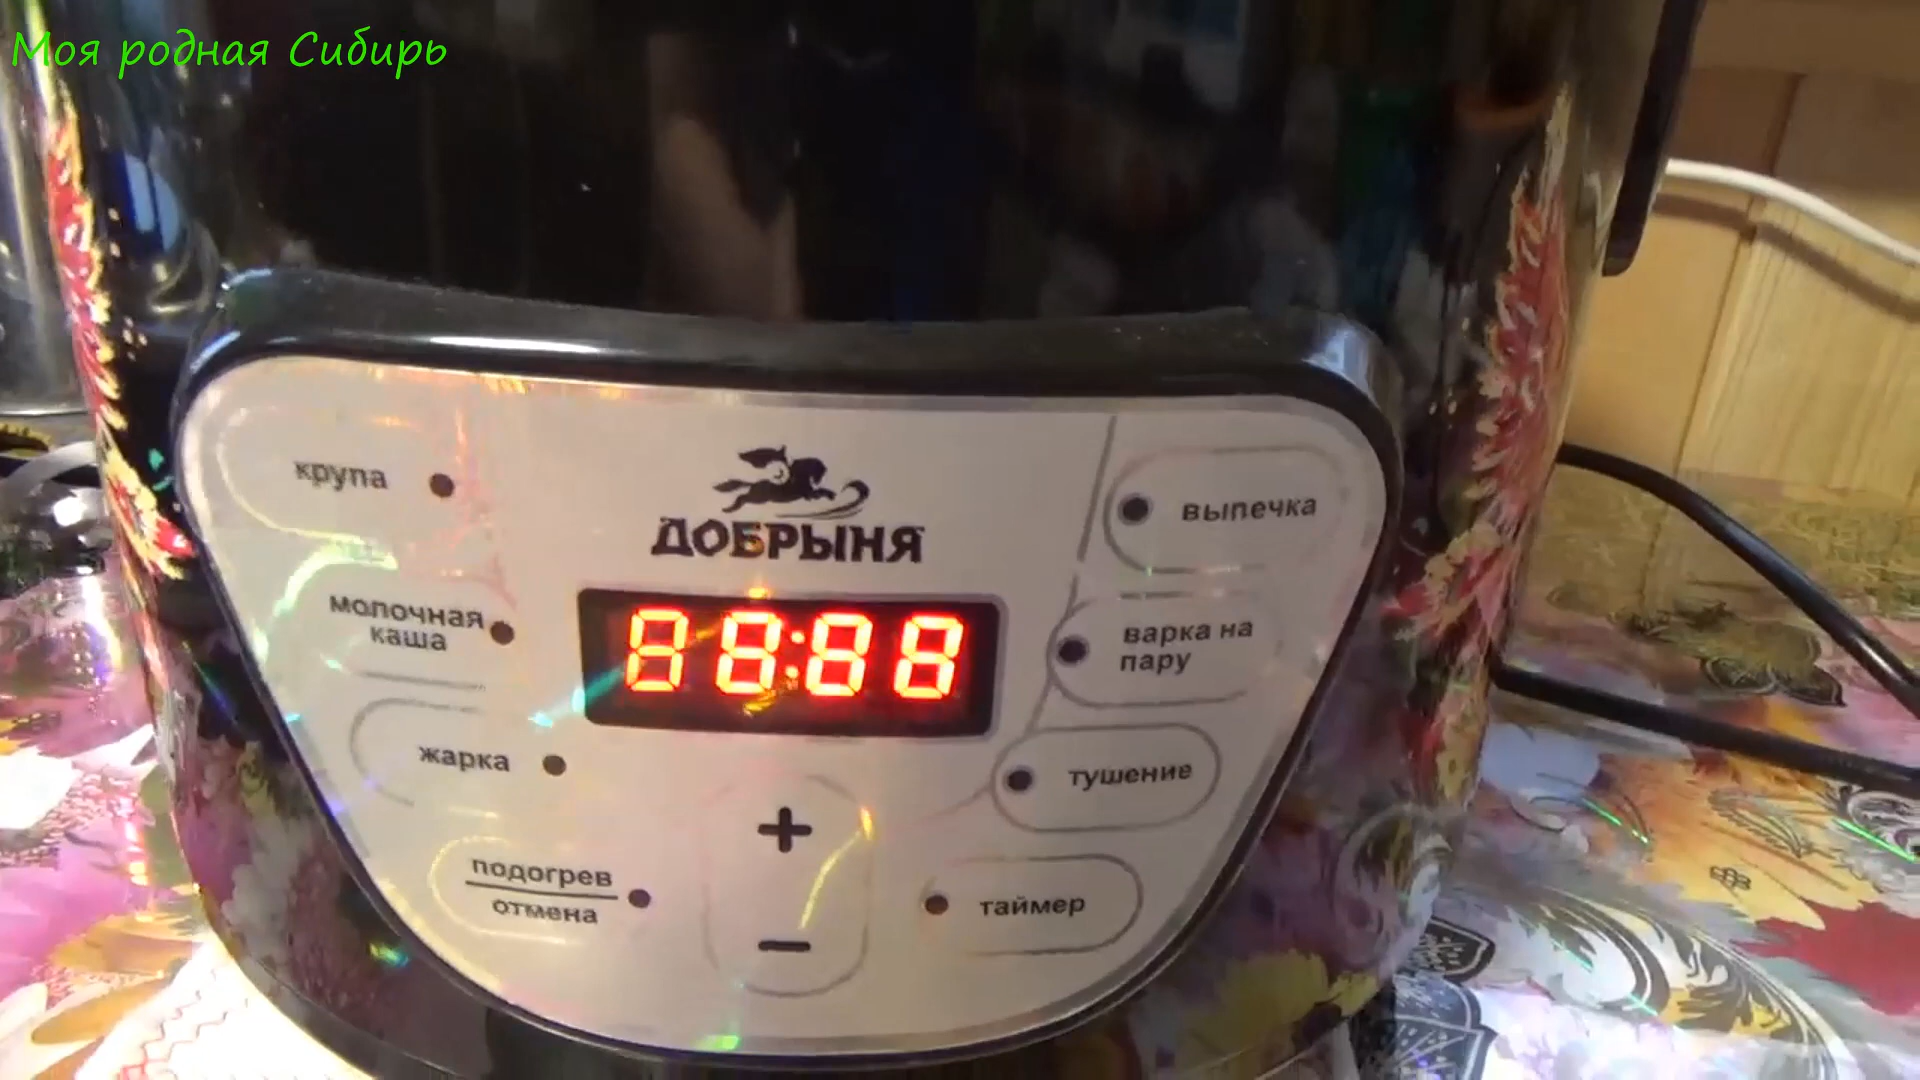 Моя родная Сибирь
крупа
ДОБРЫНЯ
выпечка
молочная
каша
88:88
варка на
пару
жарка
тушение
+
подогрев
отмена
таймер
−